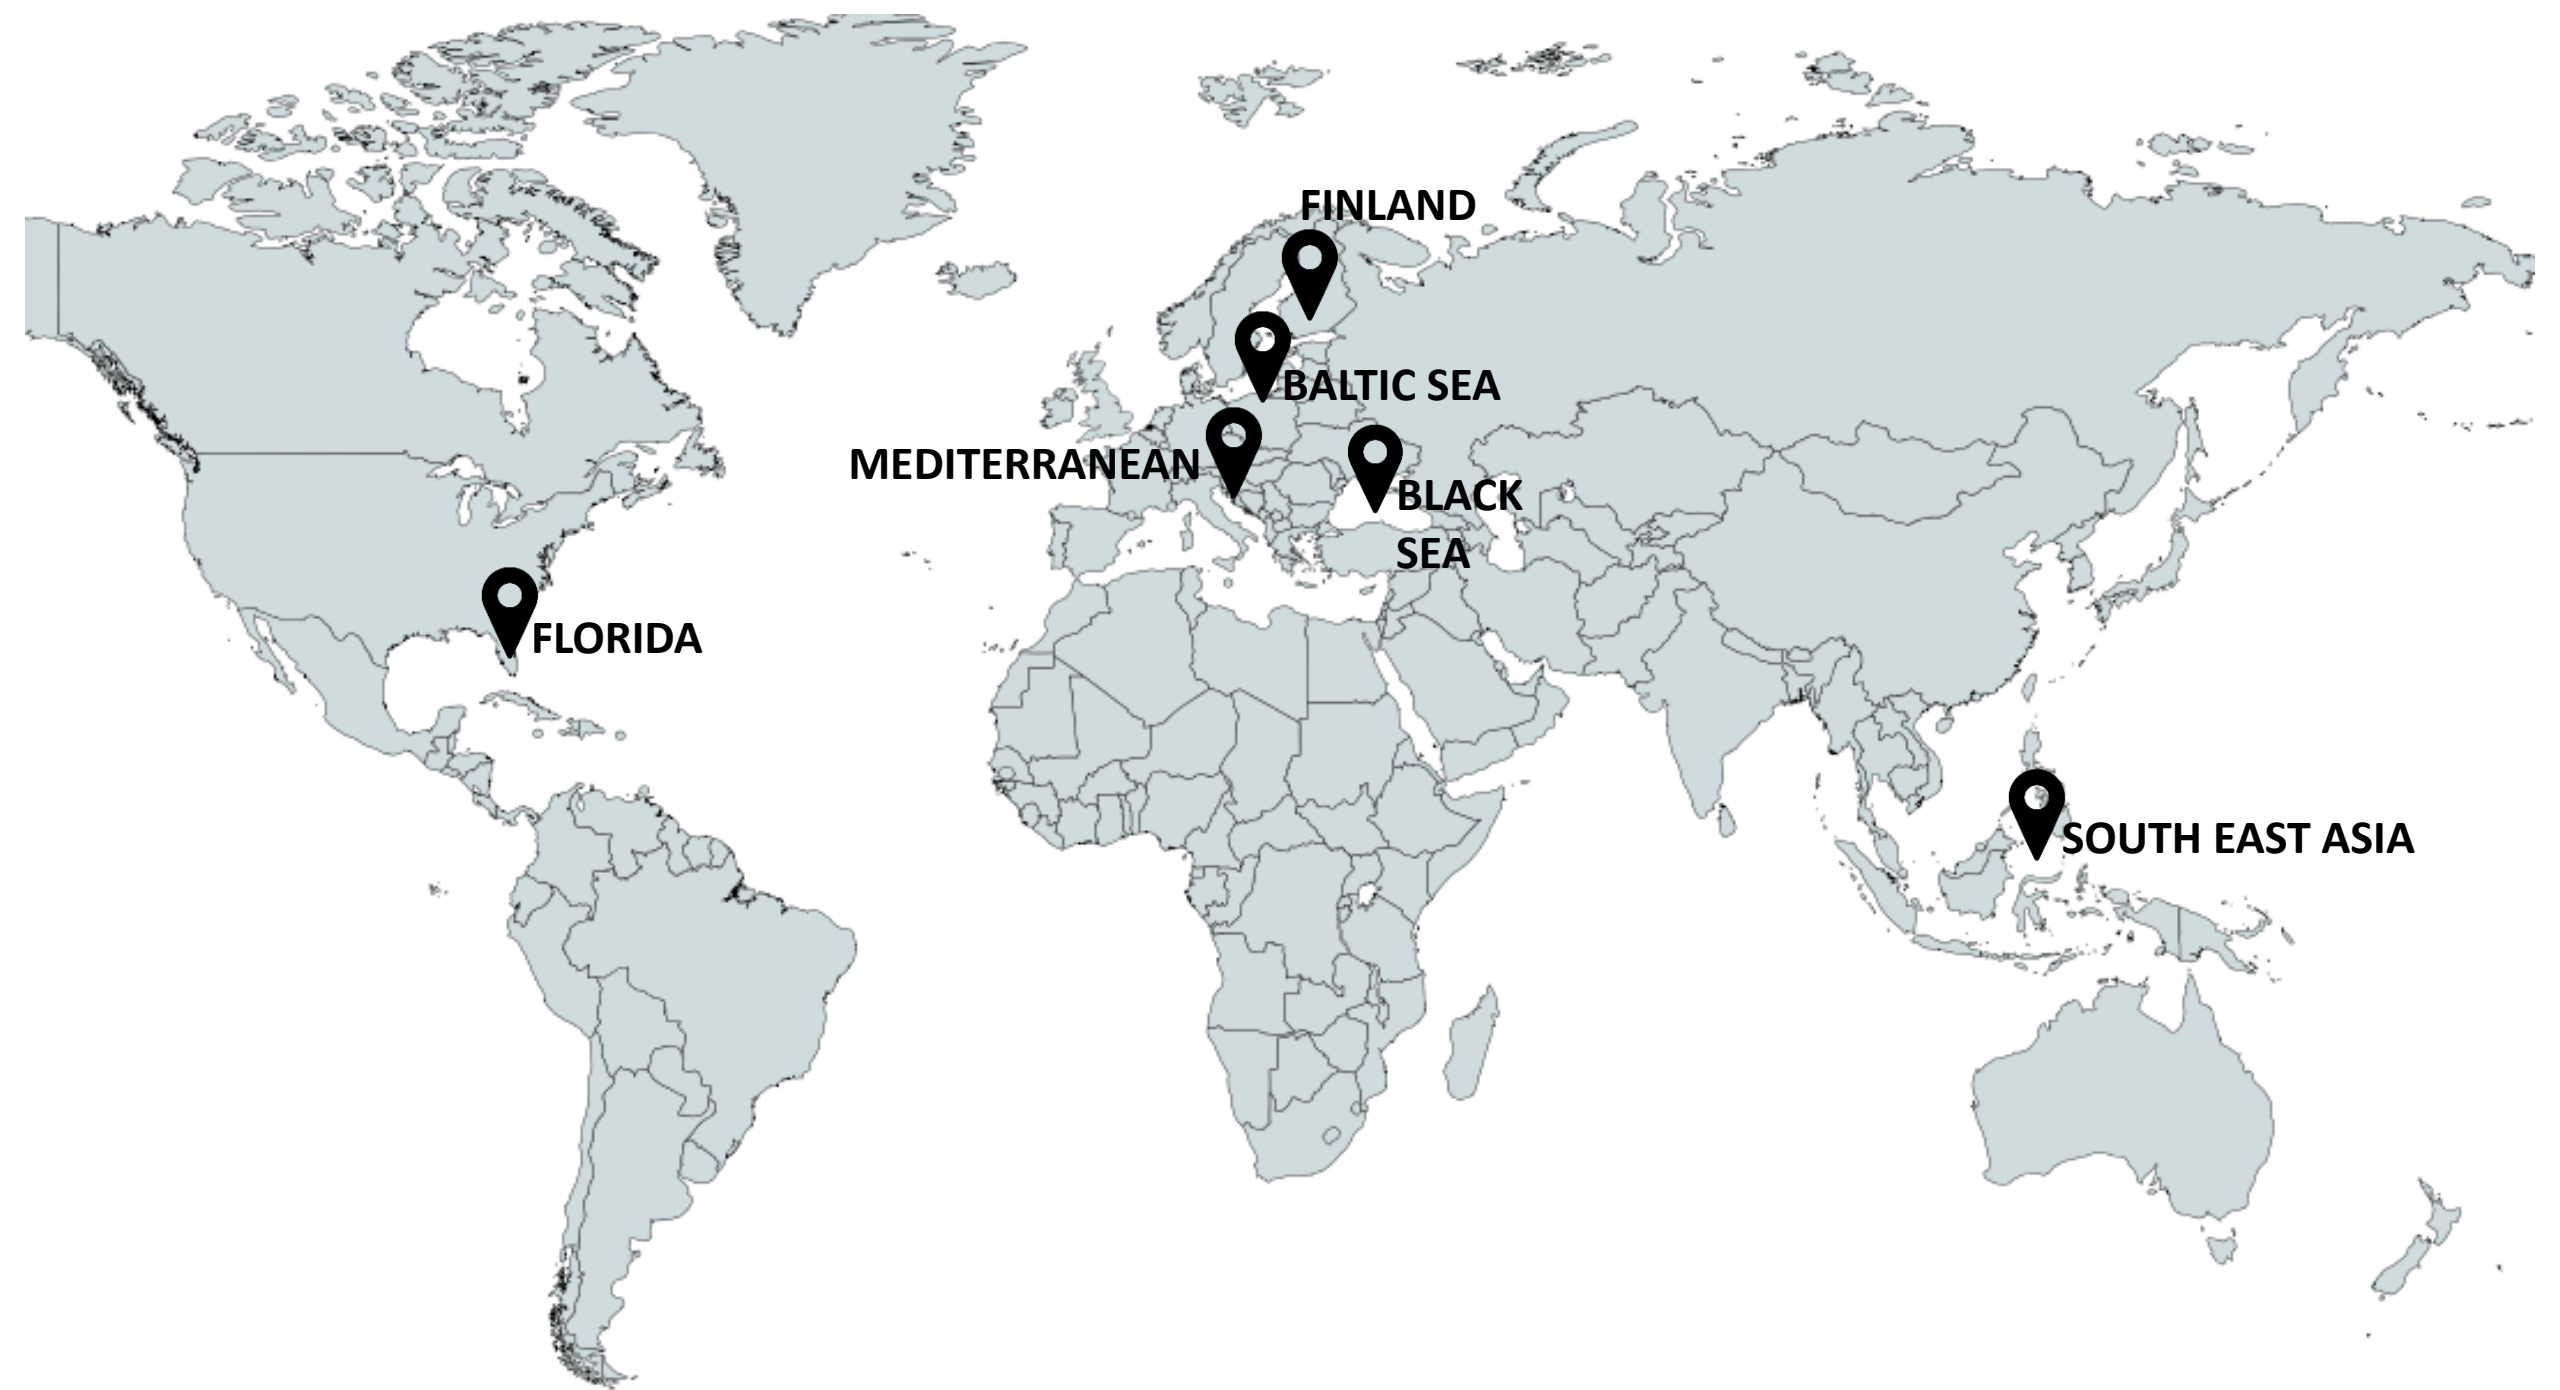 FINLAND
BALTIC SEA
MEDITERRANEAN
BLACK
SEA
FLORIDA
SOUTH EAST ASIA